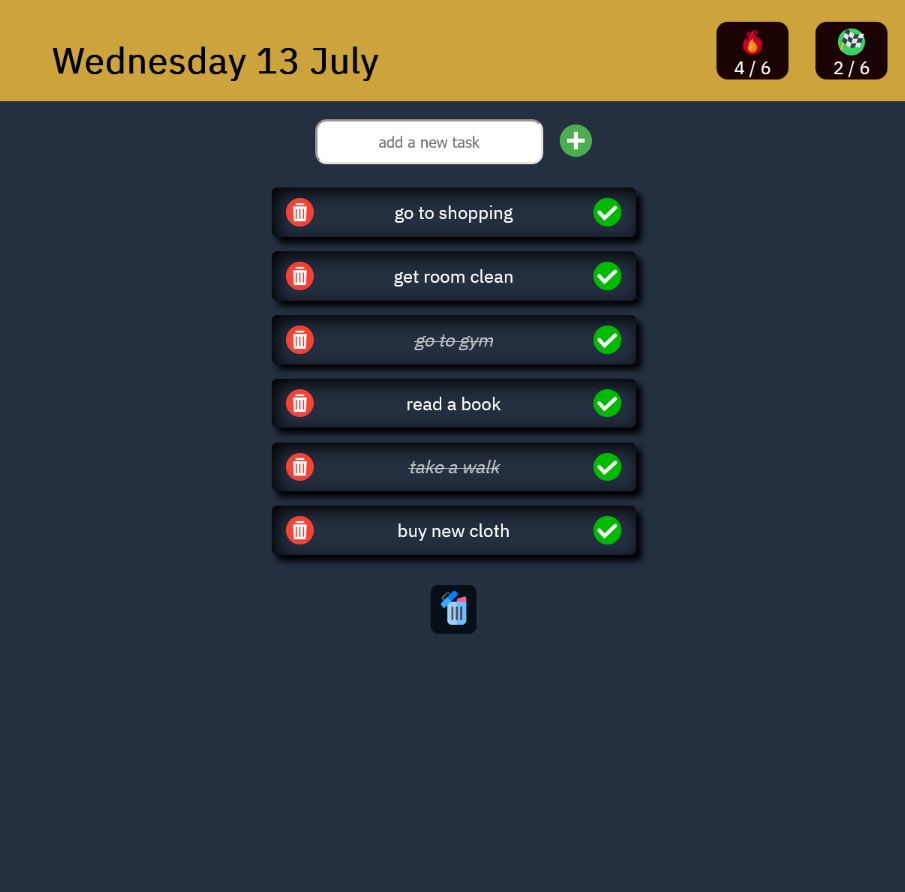 Wednesday 13 July
4 / 6
2 / 6
add a new task
go to shopping
get room clean
go to gym
read a book
take a walk
buy new cloth